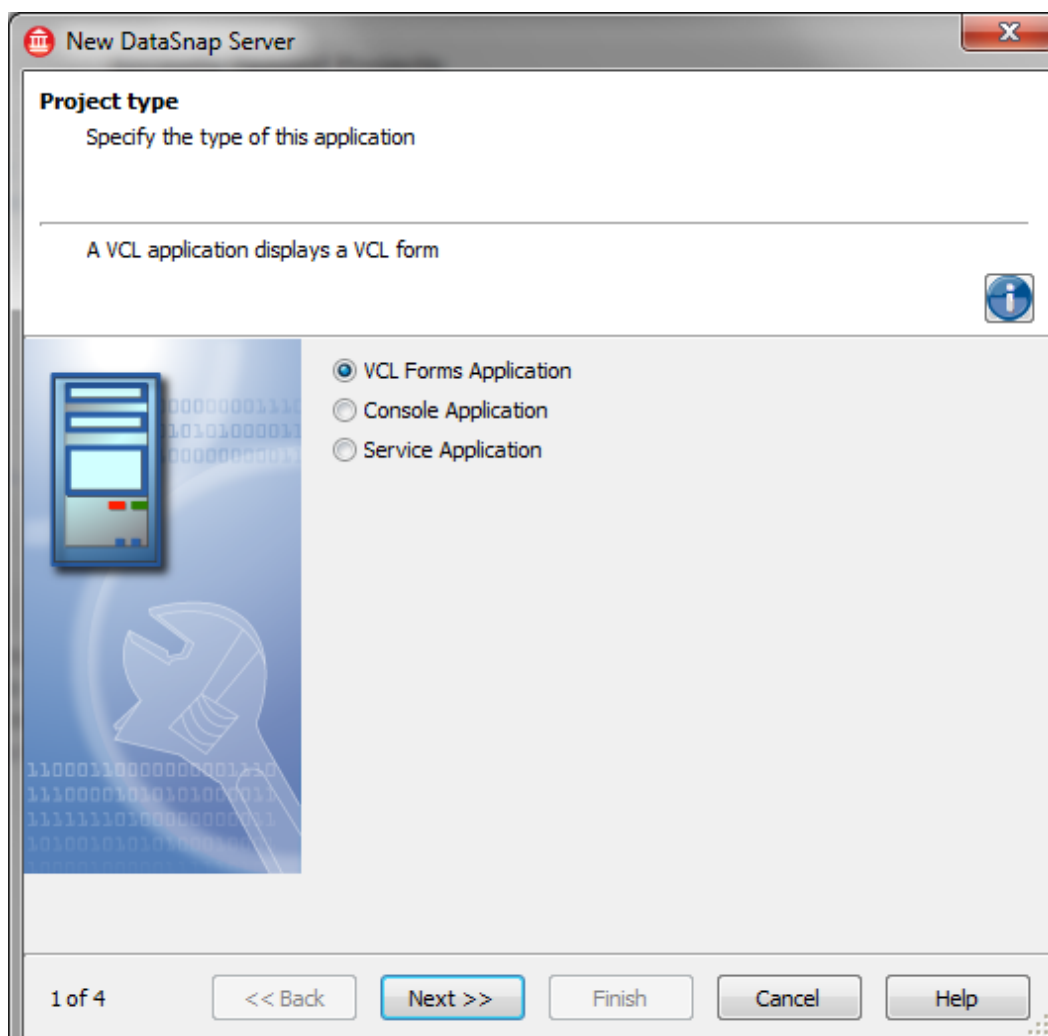 New DataSnap Server
Project type
Specify the type of this application
A VCL application displays a VCL form
VCL Forms Application
Console Application
Service Application
1 of 4
<< Back
Next >>
Finish
Cancel
Help